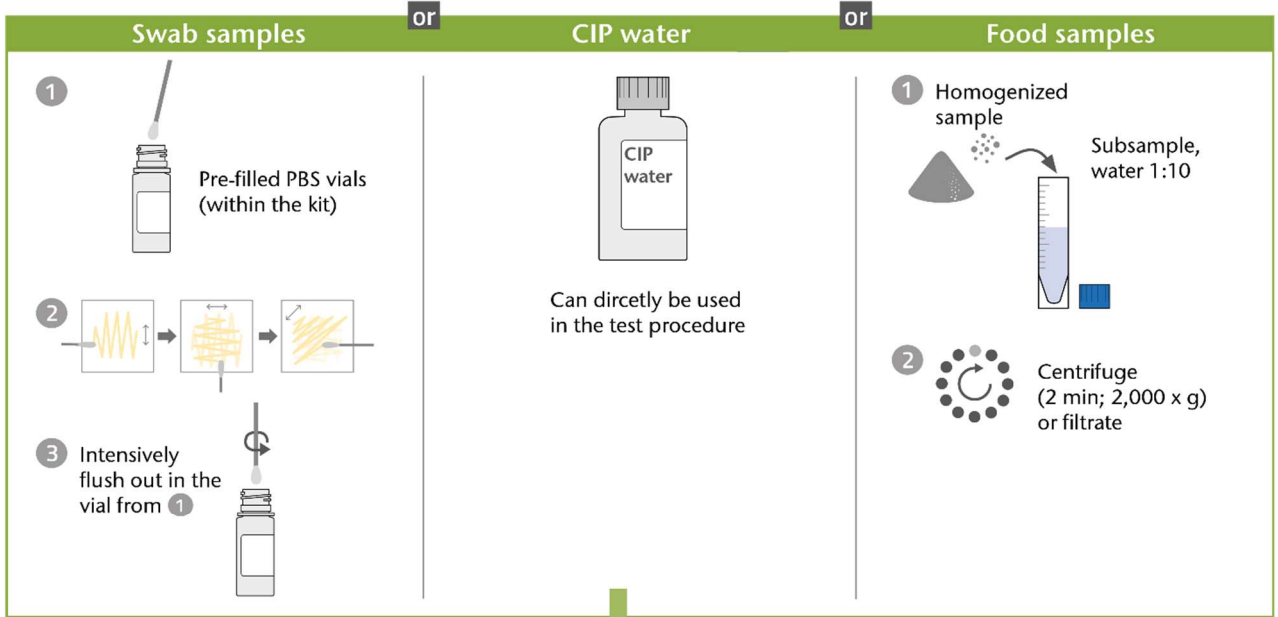 or
or
Swab samples
CIP water
Food samples
1
Pre-filled PBS vials
(within the kit)
2
3 Intensively
flush out in the
vial from 1
CIP
water
Can dircetly be used
in the test procedure
1 Homogenized
sample
Subsample,
water 1:10
2
Centrifuge
(2 min; 2,000 x g)
or filtrate